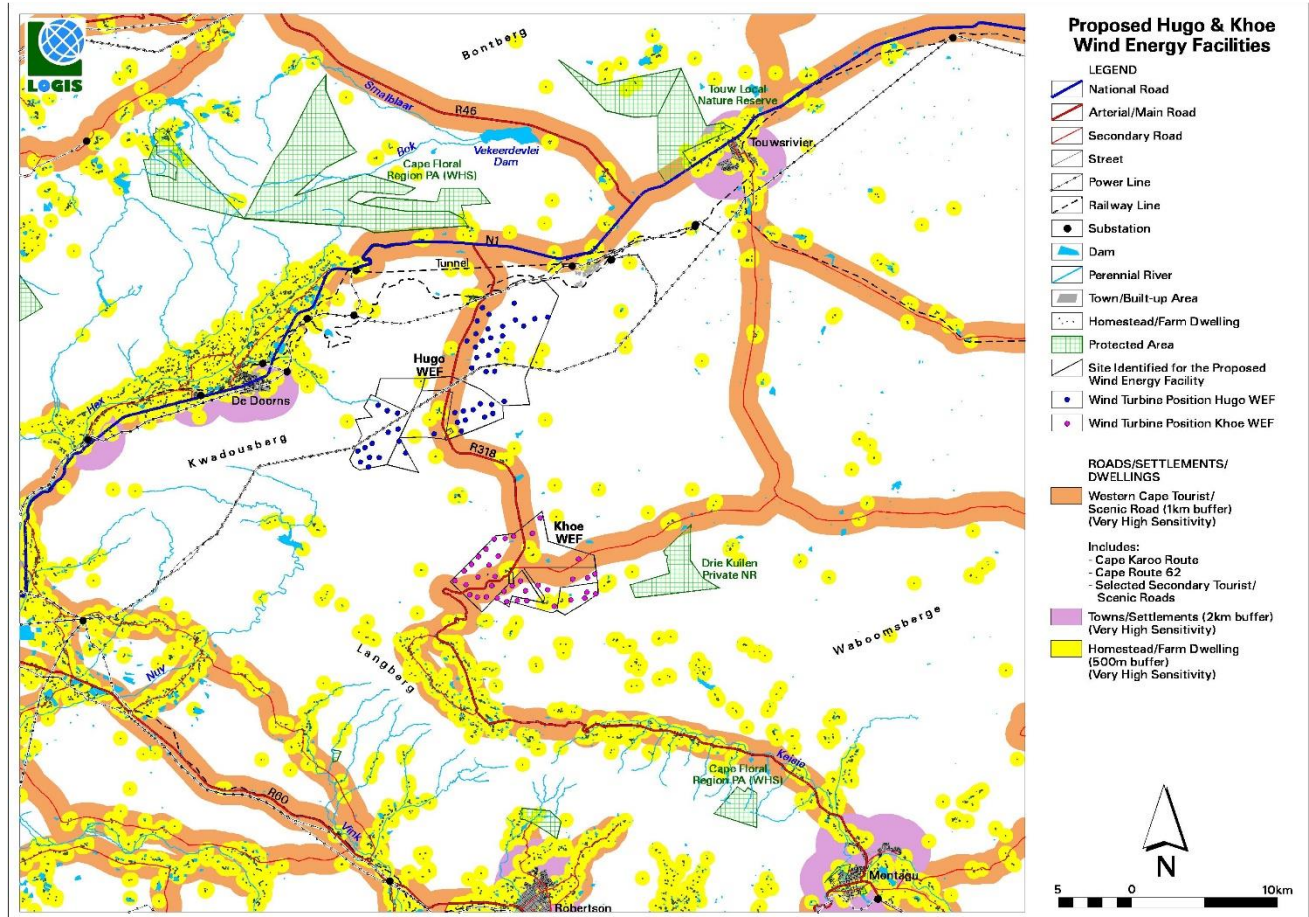 LOGIS
Bontberg
Smalblaar
R46
Bok
Vekeerdevlei
Dam
Touw Local
Nature Reserve
Touwsrivier
Cape Floral
Region PA (WHS)
N1
Tunnel
Hugo
WEF
Hex
De Doorns
Kwadousberg
R318
Khoe
WEF
Drie Kuilen
Private NR
Waboomsberge
Langberg
Nuy
Keisie
Cape Floral
Region PA (WHS)
R60
Vink
Robertson
Montagu
Proposed Hugo & Khoe
Wind Energy Facilities
LEGEND
National Road
Arterial/Main Road
Secondary Road
Street
Power Line
Railway Line
Substation
Dam
Perennial River
Town/Built-up Area
Homestead/Farm Dwelling
Protected Area
Site Identified for the Proposed
Wind Energy Facility
Wind Turbine Position Hugo WEF
Wind Turbine Position Khoe WEF
ROADS/SETTLEMENTS/
DWELLINGS
Western Cape Tourist/
Scenic Road (1km buffer)
(Very High Sensitivity)
Includes:
- Cape Karoo Route
- Cape Route 62
- Selected Secondary Tourist/
Scenic Roads
Towns/Settlements (2km buffer)
(Very High Sensitivity)
Homestead/Farm Dwelling
(500m buffer)
(Very High Sensitivity)
N
5 0 10km